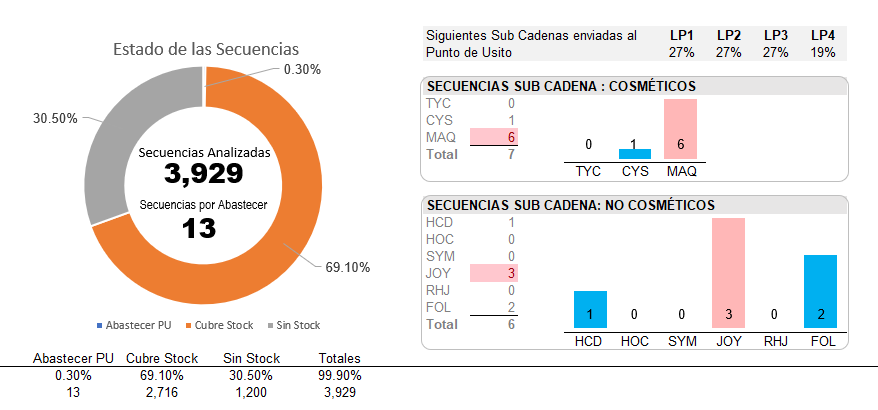 Estado de las Secuencias
0.30%
30.50%
69.10%
Secuencias Analizadas
3,929
Secuencias por Abastecer
13
Abastecer PU Cubre Stock Sin Stock
Abastecer PU Cubre Stock Sin Stock Totales
0.30% 69.10% 30.50% 99.90%
13 2,716 1,200 3,929
Siguientes Sub Cadenas enviadas al LP1 LP2 LP3 LP4
Punto de Usito 27% 27% 27% 19%
SECUENCIAS SUB CADENA : COSMÉTICOS
TYC 0
CYS 1
MAQ 6
Total 7
0 1 6
TYC CYS MAQ
SECUENCIAS SUB CADENA: NO COSMÉTICOS
HCD 1
HOC 0
SYM 0
JOY 3
RHJ 0
FOL 2
Total 6
1 0 0 3 0 2
HCD HOC SYM JOY RHJ FOL